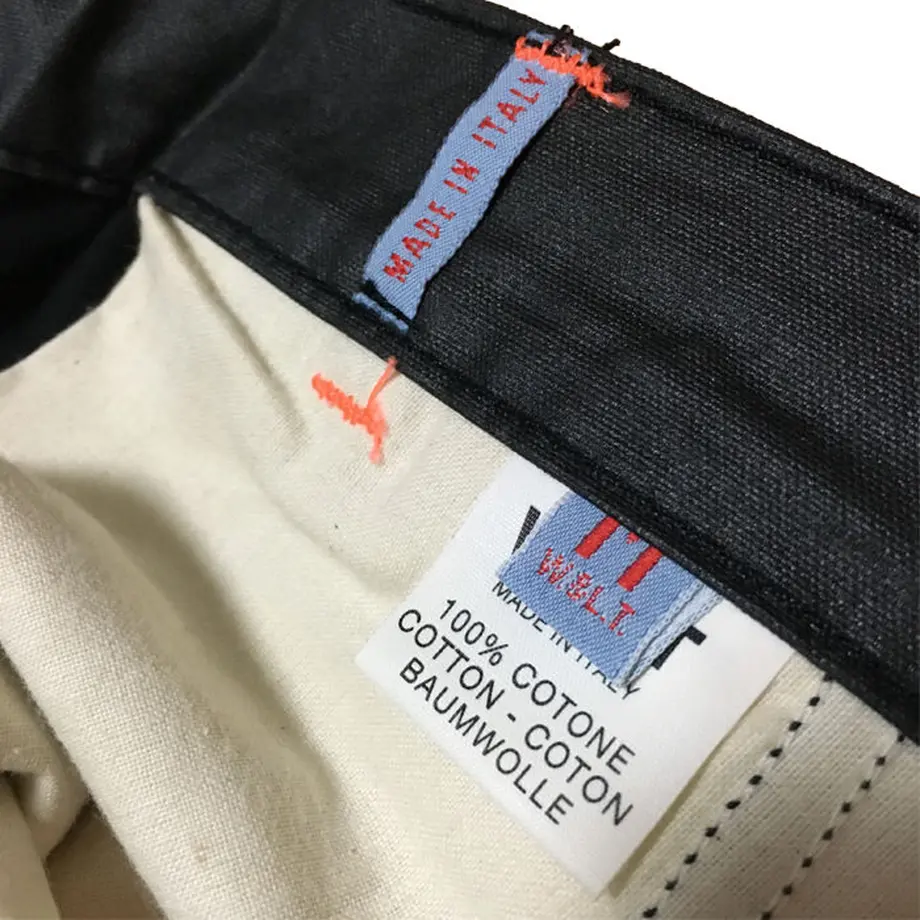 MADE IN ITALY
W.&L.T.
MADE IN ITALY
100% COTONE
COTTON - COTON
BAUMWOLLE